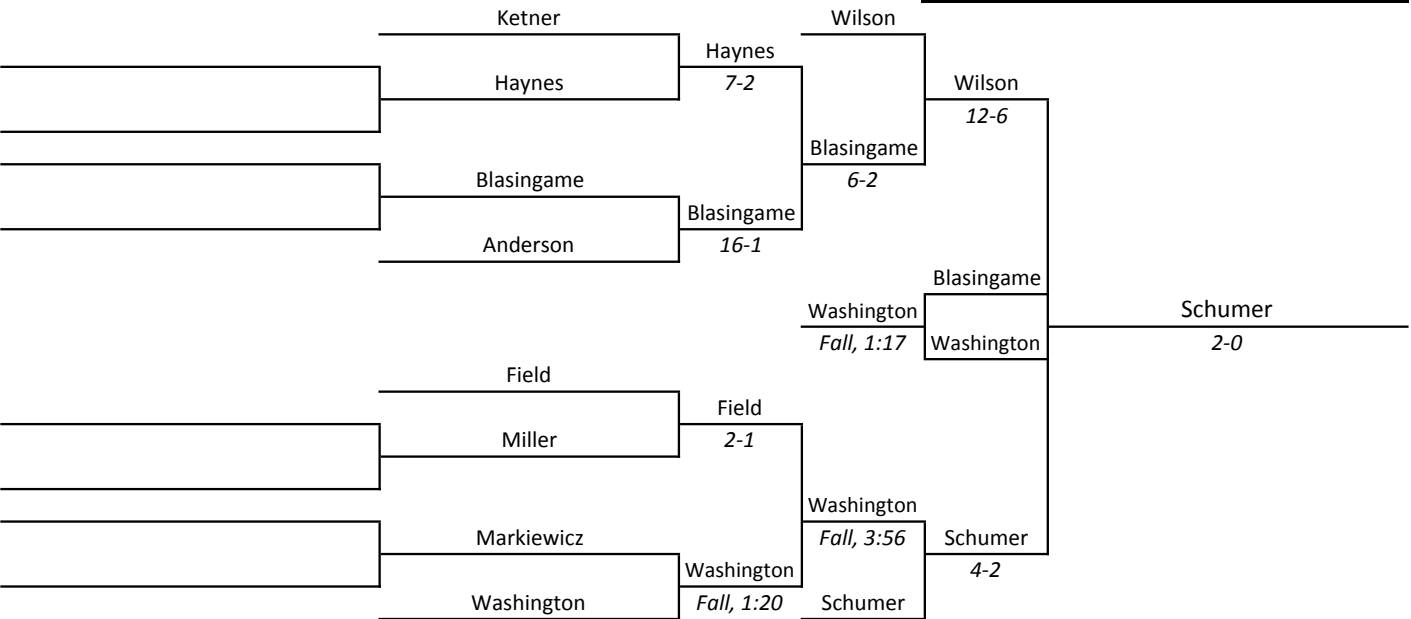 Ketner
Wilson
Haynes
Haynes
7-2
Wilson
12-6
Blasingame
Blasingame
6-2
Blasingame
Anderson
16-1
Blasingame
Washington
Schumer
Fall, 1:17
Washington
2-0
Field
Field
Miller
2-1
Washington
Markiewicz
Fall, 3:56
Schumer
Washington
4-2
Washington
Fall, 1:20
Schumer